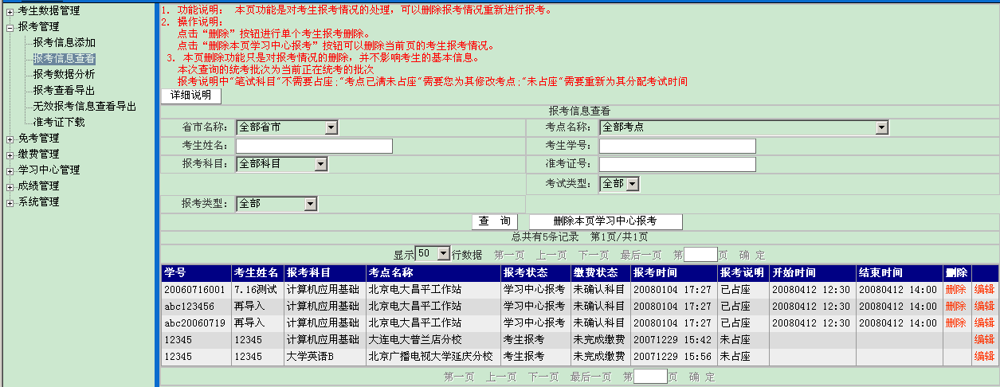 考生数据管理
报考管理
报考信息添加
报考信息查看
报考数据分析
报考查看导出
无效报考信息查看导出
准考证下载
免考管理
缴费管理
学习中心管理
成绩管理
系统管理
1. 功能说明： 本页功能是对考生报考情况的处理，可以删除报考情况重新进行报考。
2. 操作说明：
点击“删除”按钮进行单个考生报考删除。
点击“删除本页学习中心报考”按钮可以删除当前页的考生报考情况。
3. 本页删除功能只是对报考情况的删除，并不影响考生的基本信息。
本次查询的统考批次为当前正在统考的批次
报考说明中"笔试科目"不需要占座;"考点已满未占座"需要您为其修改考点;"未占座"需要重新为其分配考试时间
详细说明
报考信息查看
省市名称： 全部省市 考点名称： 全部考点
考生姓名： 考生学号：
报考科目： 全部科目 准考证号：
考试类型： 全部
报考类型： 全部
查 询 删除本页学习中心报考
总共有5条记录 第1页/共1页
显示 50 行数据 第一页 上一页 下一页 最后一页 第 页 确 定
学号 考生姓名 报考科目 考点名称 报考状态 缴费状态 报考时间 报考说明 开始时间 结束时间 删除
20060716001 7.16测试 计算机应用基础 北京电大昌平工作站 学习中心报考 未确认科目 20080104 17:27 已占座 20080412 12:30 20080412 14:00 删除 编辑
abc123456 再导入 计算机应用基础 北京电大昌平工作站 学习中心报考 未确认科目 20080104 17:27 已占座 20080412 12:30 20080412 14:00 删除 编辑
abc20060719 再导入 计算机应用基础 北京电大昌平工作站 学习中心报考 未确认科目 20080104 17:27 已占座 20080412 12:30 20080412 14:00 删除 编辑
12345 12345 计算机应用基础 大连电大普兰店分校 考生报考 未完成缴费 20071229 15:42 未占座 编辑
12345 12345 大学英语B 北京广播电视大学延庆分校 考生报考 未完成缴费 20071229 15:56 未占座 编辑
第一页 上一页 下一页 最后一页 第 页 确 定